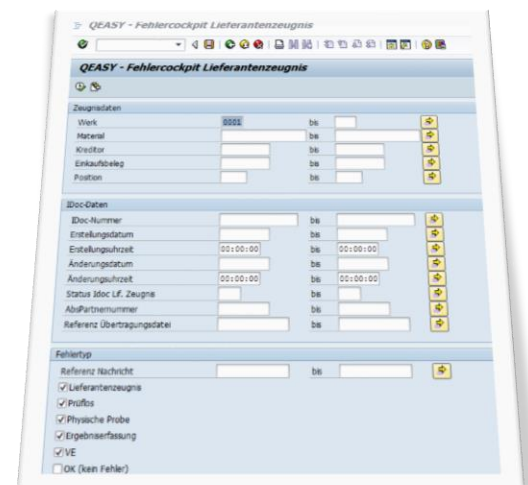 QEASY - Fehlercockpit Lieferantenzeugnis
QEASY - Fehlercockpit Lieferantenzeugnis
Zeugnisdaten
Werk 0001 bis
Material bis
Kreditor bis
Einkaufsbeleg bis
Position bis
IDoc-Daten
IDoc-Nummer bis
Erstellungsdatum bis
Erstellungsuhrzeit 00:00:00 bis 00:00:00
Änderungsdatum bis
Änderungsuhrzeit 00:00:00 bis 00:00:00
Status Idoc Lif. Zeugnis bis
AbsPartnernummer bis
Referenz Übertragungsdatei bis
Fehlertyp
Referenz Nachricht bis
Lieferantenzeugnis
Prüflos
Physische Probe
Ergebniserfassung
VE
OK (kein Fehler)